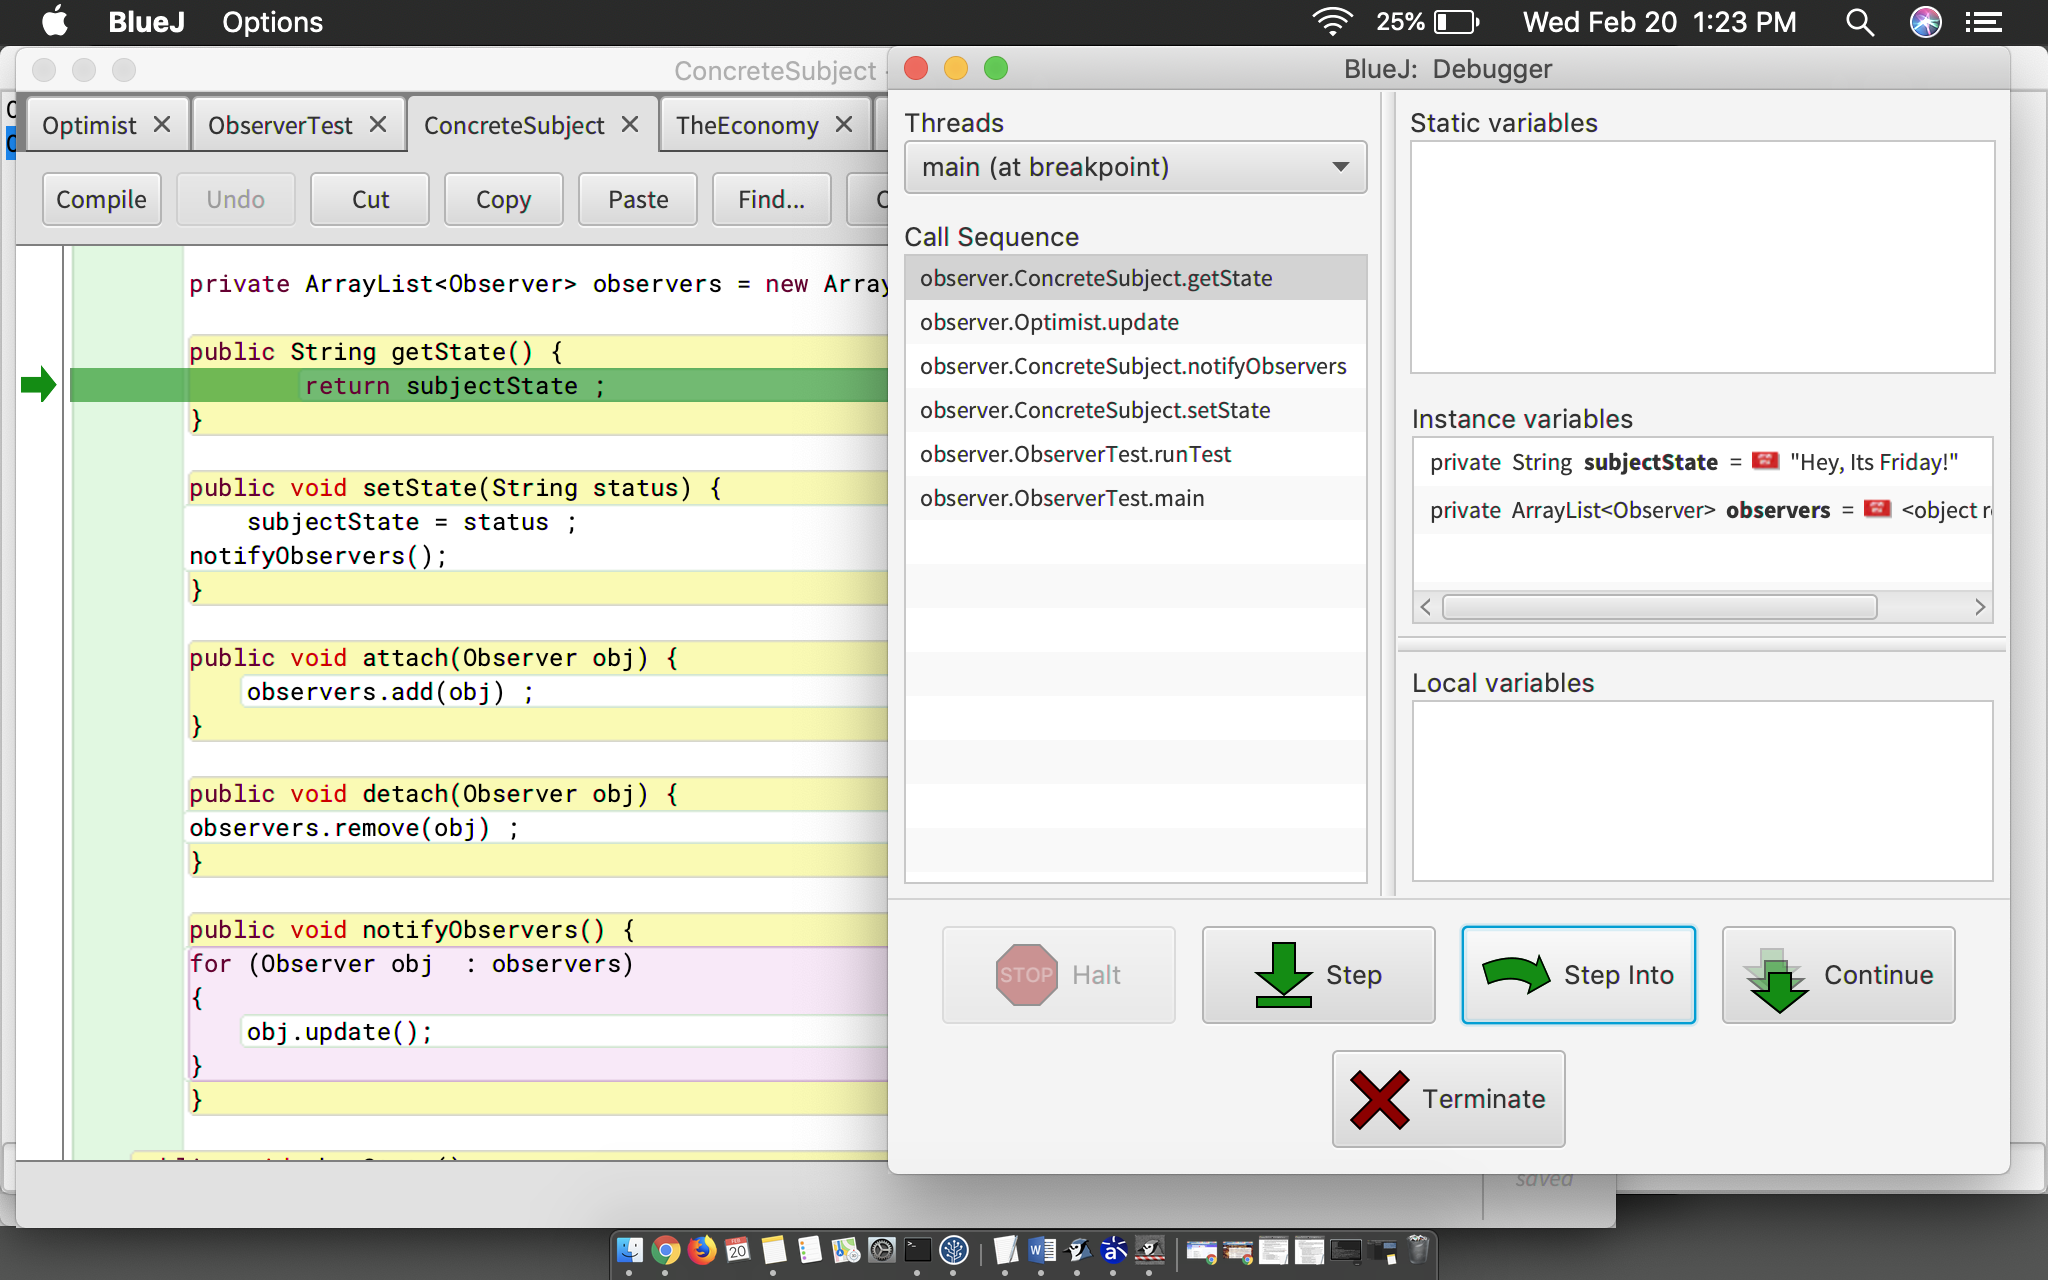 BlueJ Options 25% Wed Feb 20 1:23 PM
ConcreteSubject -
Optimist ObserverTest ConcreteSubject TheEconomy
Compile Undo Cut Copy Paste Find...
private ArrayList<Observer> observers = new Array
public String getState() {
return subjectState ;
}
public void setState(String status) {
subjectState = status ;
notifyObservers();
}
public void attach(Observer obj) {
observers.add(obj) ;
}
public void detach(Observer obj) {
observers.remove(obj) ;
}
public void notifyObservers() {
for (Observer obj : observers)
{
obj.update();
}
}
BlueJ: Debugger
Threads
main (at breakpoint)
Call Sequence
observer.ConcreteSubject.getState
observer.Optimist.update
observer.ConcreteSubject.notifyObservers
observer.ConcreteSubject.setState
observer.ObserverTest.runTest
observer.ObserverTest.main
Static variables
Instance variables
private String subjectState = "Hey, Its Friday!"
private ArrayList<Observer> observers = <object r
Local variables
STOP Halt
Step
Step Into
Continue
Terminate
saved
FEB
20